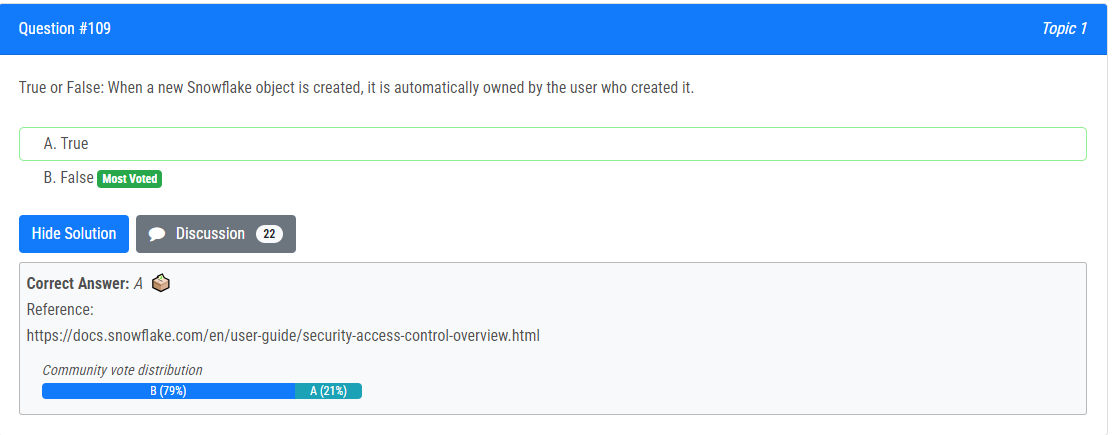 Question #109 Topic 1
True or False: When a new Snowflake object is created, it is automatically owned by the user who created it.
A. True
B. False Most Voted
Hide Solution Discussion 22
Correct Answer: A
Reference:
https://docs.snowflake.com/en/user-guide/security-access-control-overview.html
Community vote distribution
B (79%) A (21%)